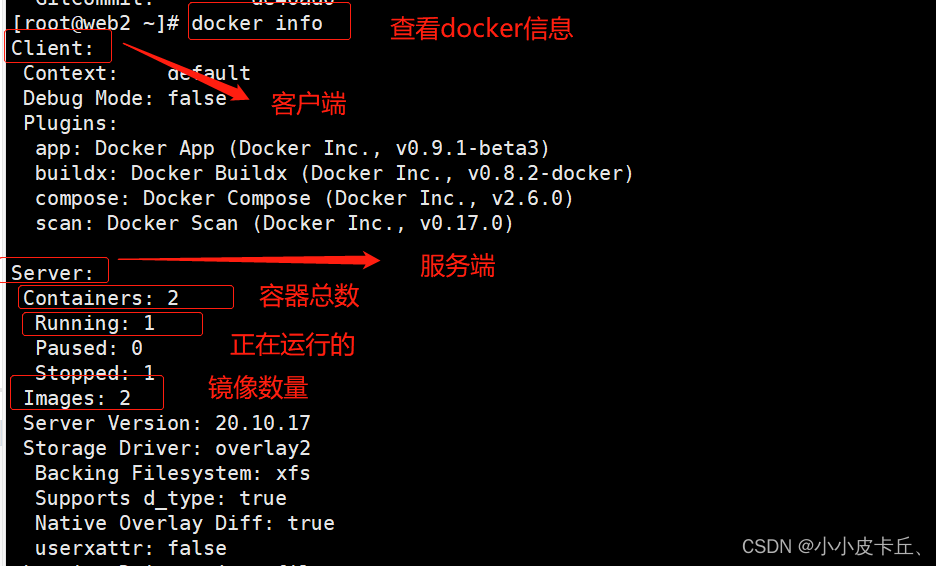 [root@web2 ~]# docker info 查看docker信息
Client:
Context: default
Debug Mode: false 客户端
Plugins:
app: Docker App (Docker Inc., v0.9.1-beta3)
buildx: Docker Buildx (Docker Inc., v0.8.2-docker)
compose: Docker Compose (Docker Inc., v2.6.0)
scan: Docker Scan (Docker Inc., v0.17.0)
Server: 服务端
Containers: 2 容器总数
Running: 1
Paused: 0 正在运行的
Stopped: 1
Images: 2 镜像数量
Server Version: 20.10.17
Storage Driver: overlay2
Backing Filesystem: xfs
Supports d_type: true
Native Overlay Diff: true
userxattr: false
CSDN @小小皮卡丘、